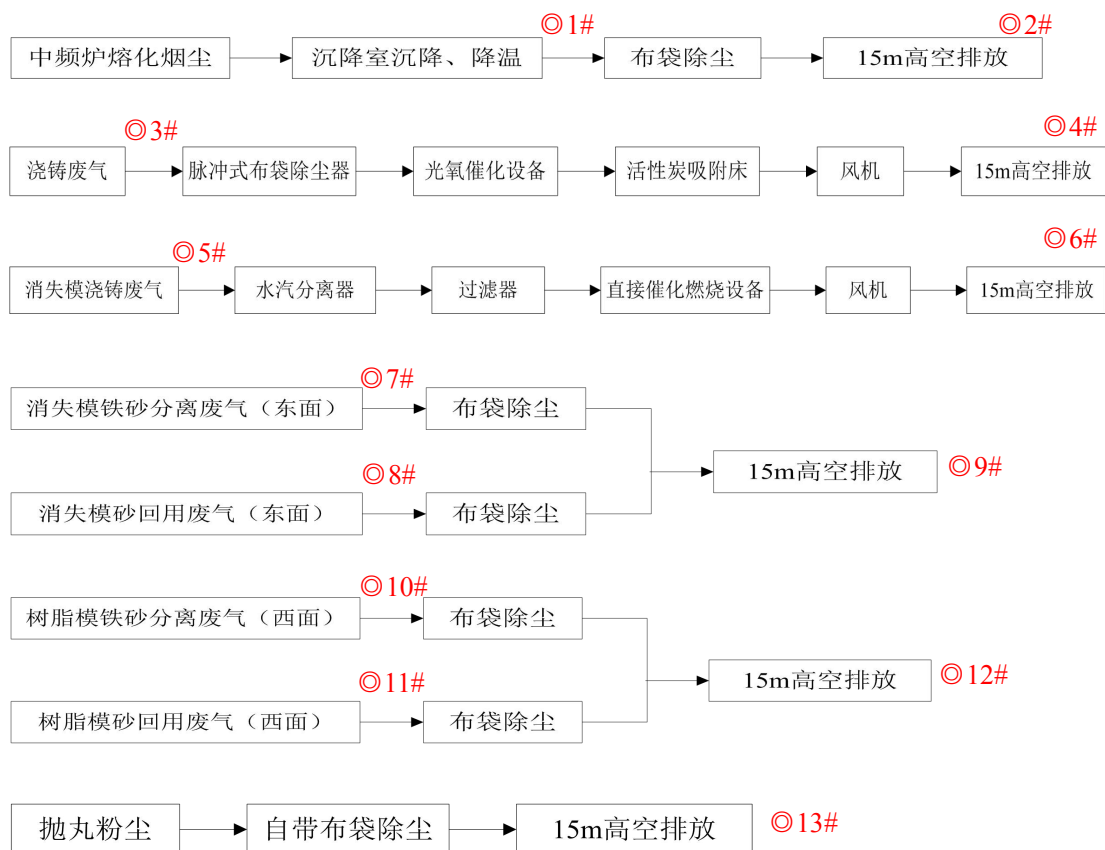 ◎1# ◎2#
中频炉熔化烟尘 沉降室沉降、降温 布袋除尘 15m高空排放
◎3# ◎4#
浇铸废气 脉冲式布袋除尘器 光氧催化设备 活性炭吸附床 风机 15m高空排放
◎5# ◎6#
消失模浇铸废气 水汽分离器 过滤器 直接催化燃烧设备 风机 15m高空排放
◎7#
消失模铁砂分离废气（东面） 布袋除尘
15m高空排放 ◎9#
◎8#
消失模砂回用废气（东面） 布袋除尘
◎10#
树脂模铁砂分离废气（西面） 布袋除尘
15m高空排放 ◎12#
◎11#
树脂模砂回用废气（西面） 布袋除尘
抛丸粉尘 自带布袋除尘 15m高空排放 ◎13#